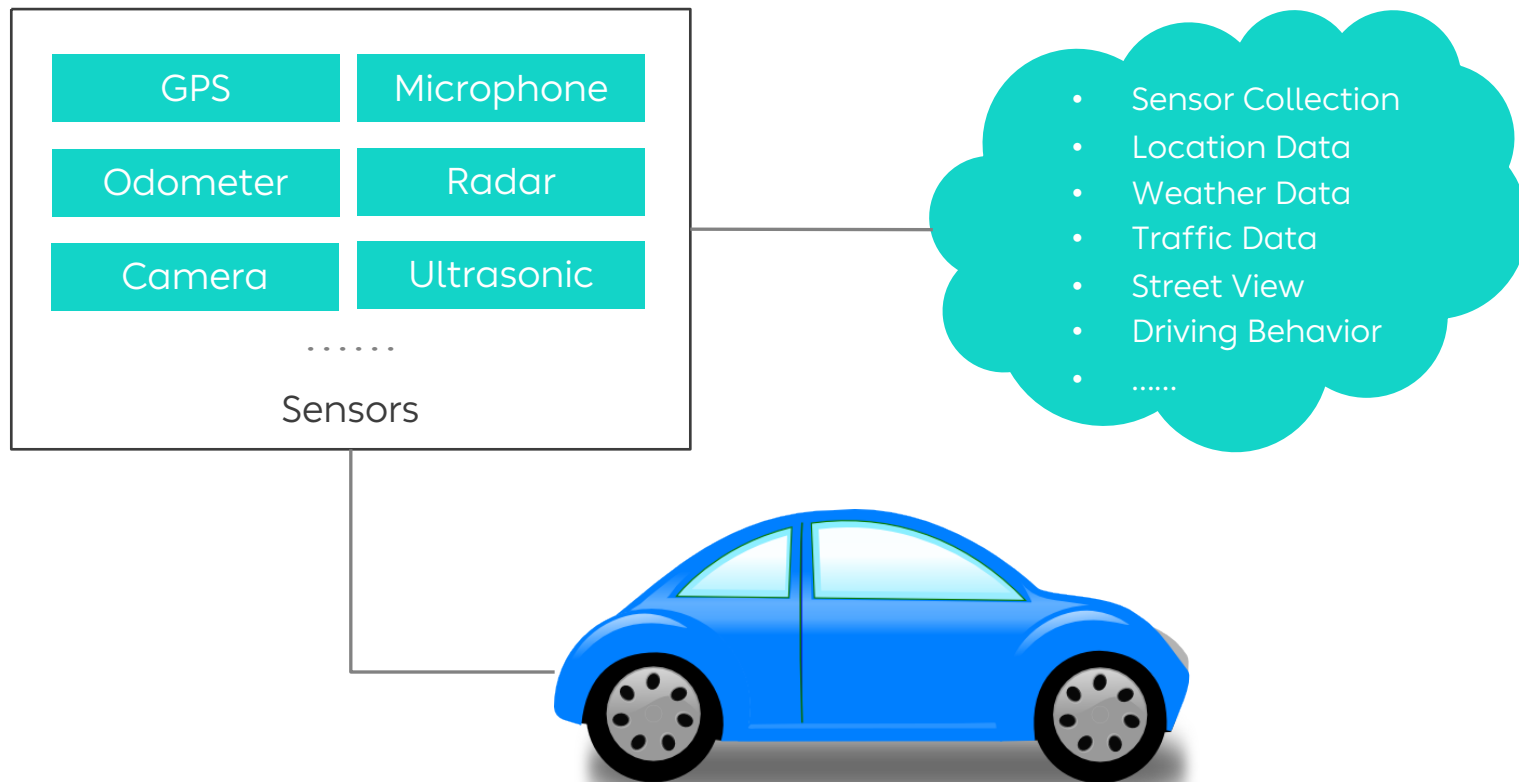 GPS
Microphone
Odometer
Radar
Camera
Ultrasonic
......
Sensors
• Sensor Collection
• Location Data
• Weather Data
• Traffic Data
• Street View
• Driving Behavior
• ......